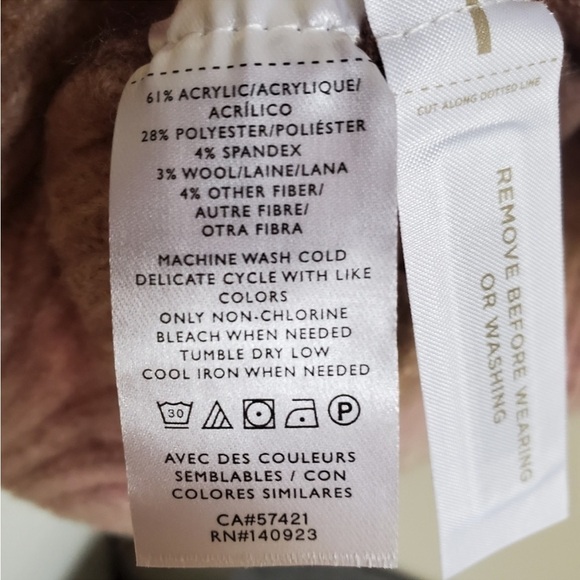 61% ACRYLIC/ACRYLIQUE/
ACRÍLICO
28% POLYESTER/POLIÉSTER
4% SPANDEX
3% WOOL/LAINE/LANA
4% OTHER FIBER/
AUTRE FIBRE/
OTRA FIBRA
MACHINE WASH COLD
DELICATE CYCLE WITH LIKE
COLORS
ONLY NON-CHLORINE
BLEACH WHEN NEEDED
TUMBLE DRY LOW
COOL IRON WHEN NEEDED
30
P
AVEC DES COULEURS
SEMBLABLES / CON
COLORES SIMILARES
CA#57421
RN#140923
CUT ALONG DOTTED LINE
REMOVE BEFORE WEARING
OR WASHING